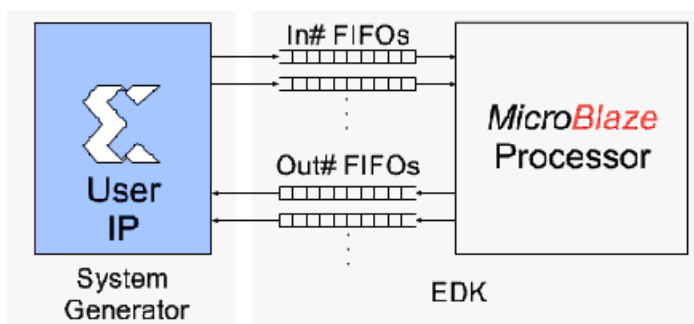 In# FIFOs
User
IP
Out# FIFOs
MicroBlaze
Processor
System
Generator
EDK